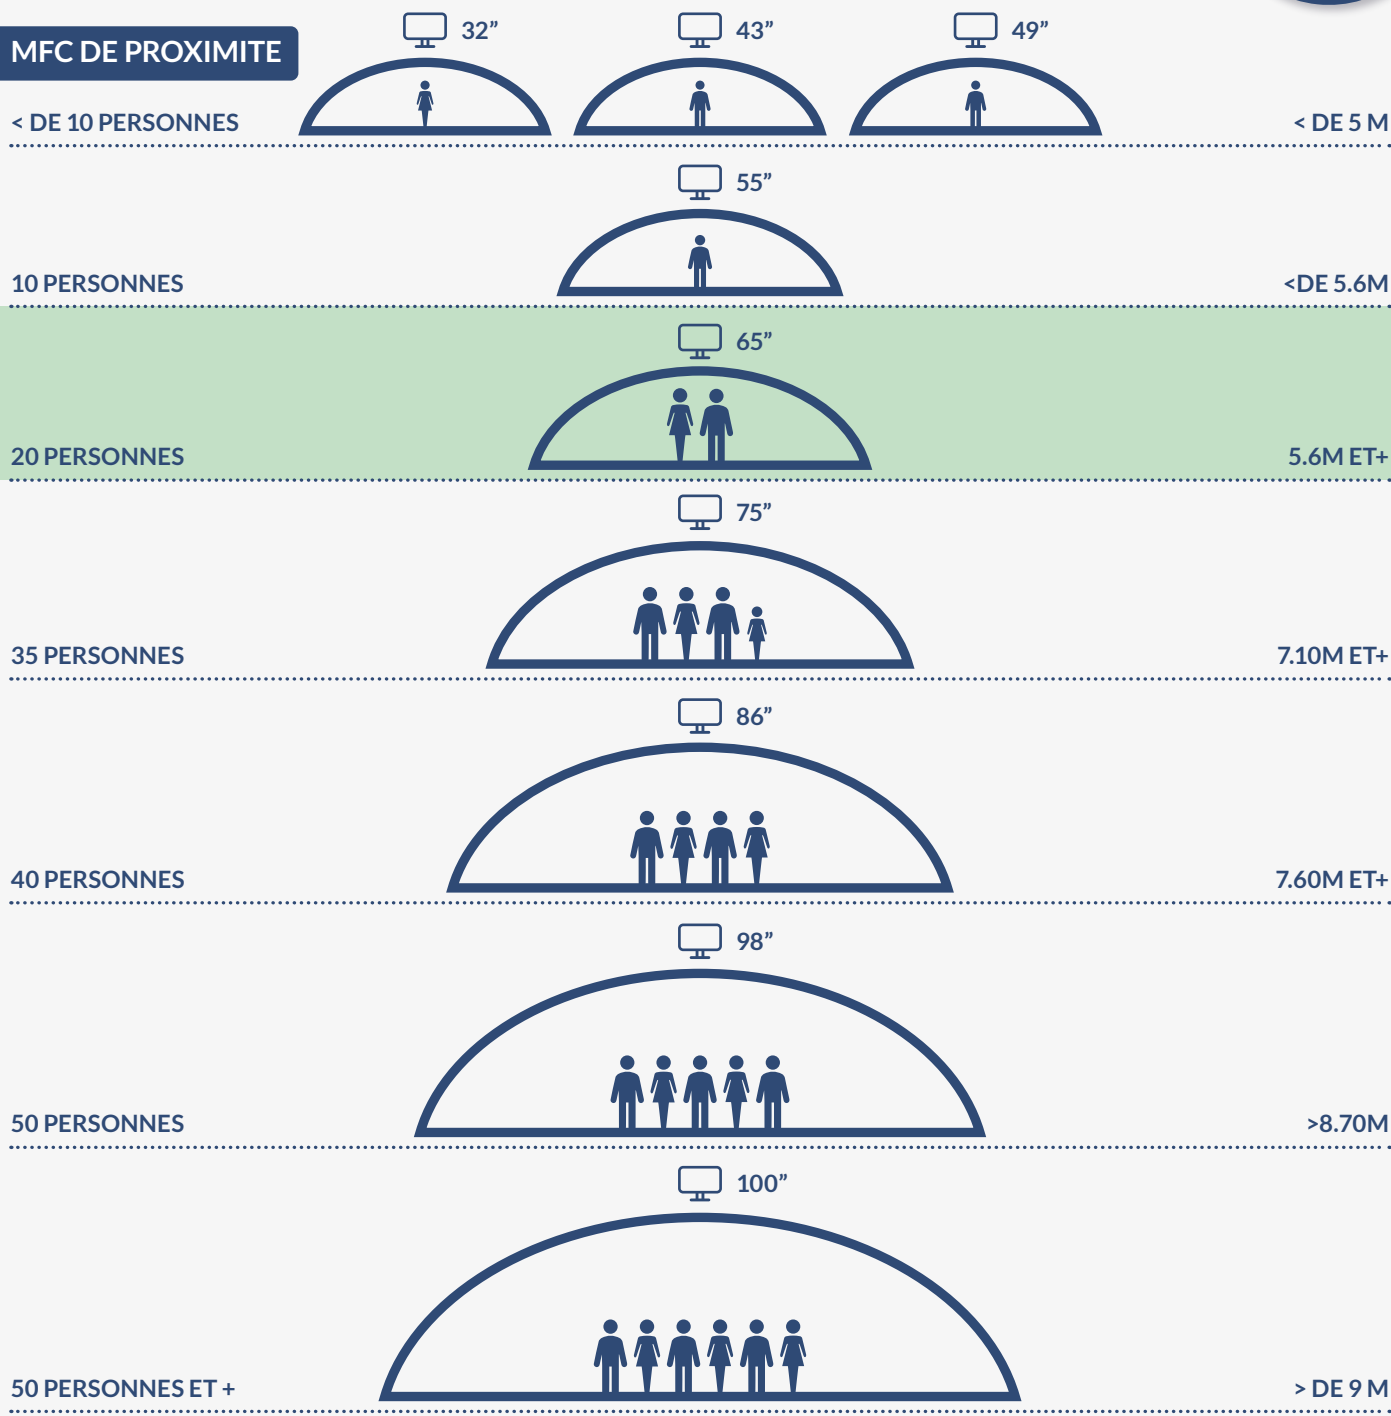 MFC DE PROXIMITE
32”
43”
49”
< DE 10 PERSONNES
< DE 5 M
55”
10 PERSONNES
<DE 5.6M
65”
20 PERSONNES
5.6M ET+
75”
35 PERSONNES
7.10M ET+
86”
40 PERSONNES
7.60M ET+
98”
50 PERSONNES
>8.70M
100”
50 PERSONNES ET +
> DE 9 M